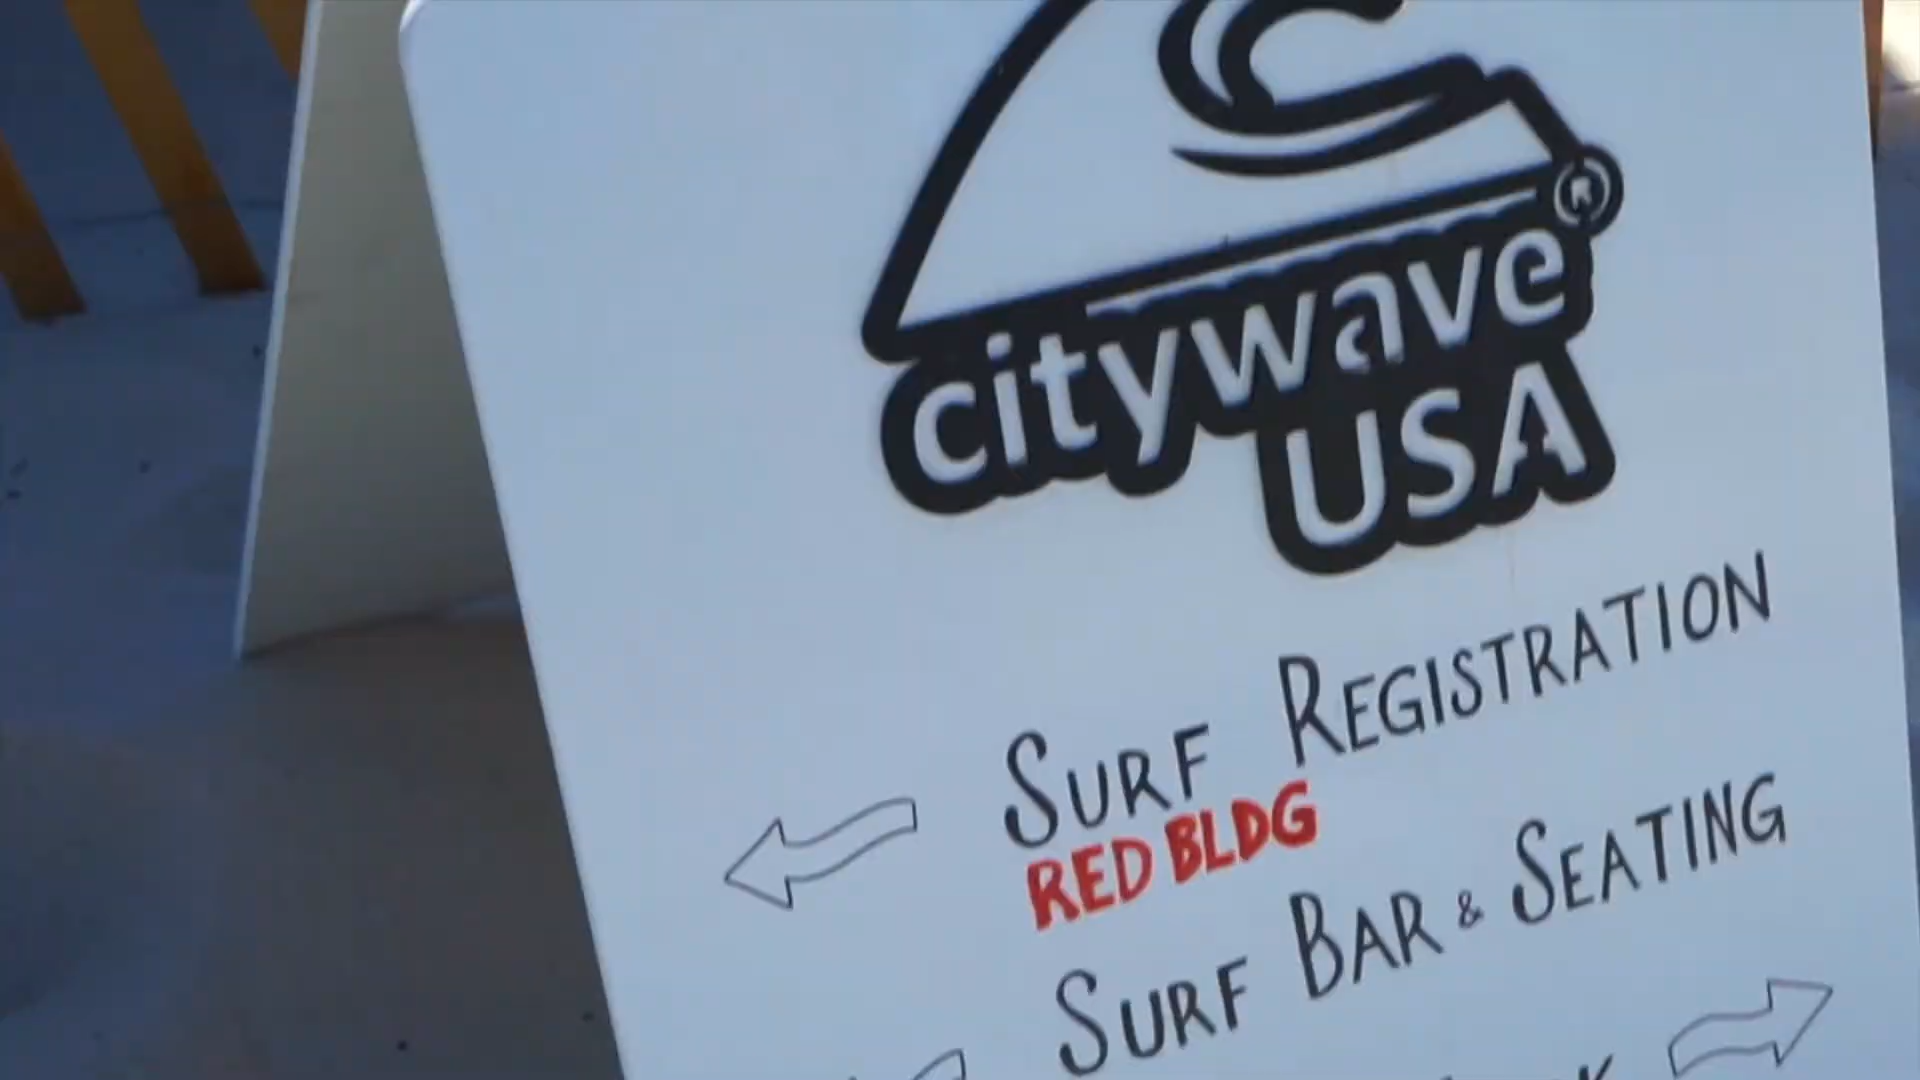 citywave
USA
SURF REGISTRATION
RED BLDG
SURF BAR & SEATING